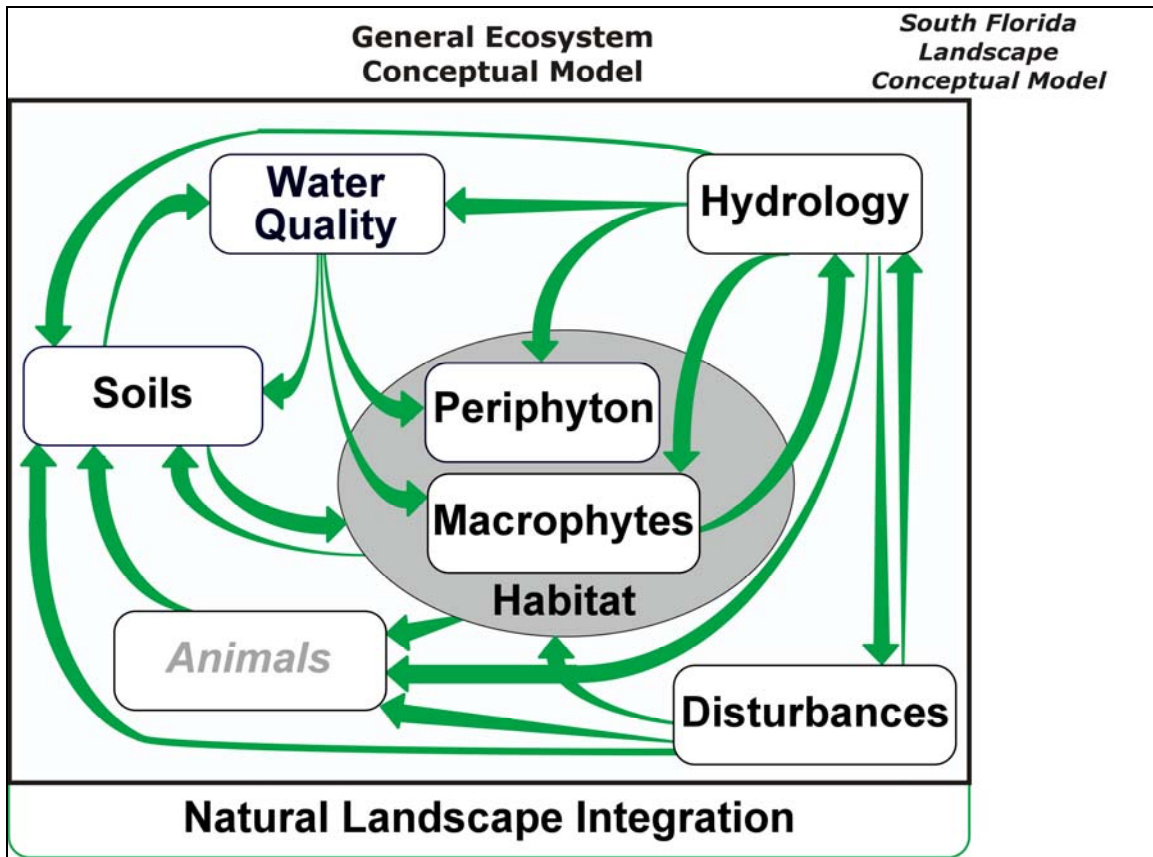 General Ecosystem
Conceptual Model
South Florida
Landscape
Conceptual Model
Water
Quality
Hydrology
Soils
Periphyton
Macrophytes
Habitat
Animals
Disturbances
Natural Landscape Integration